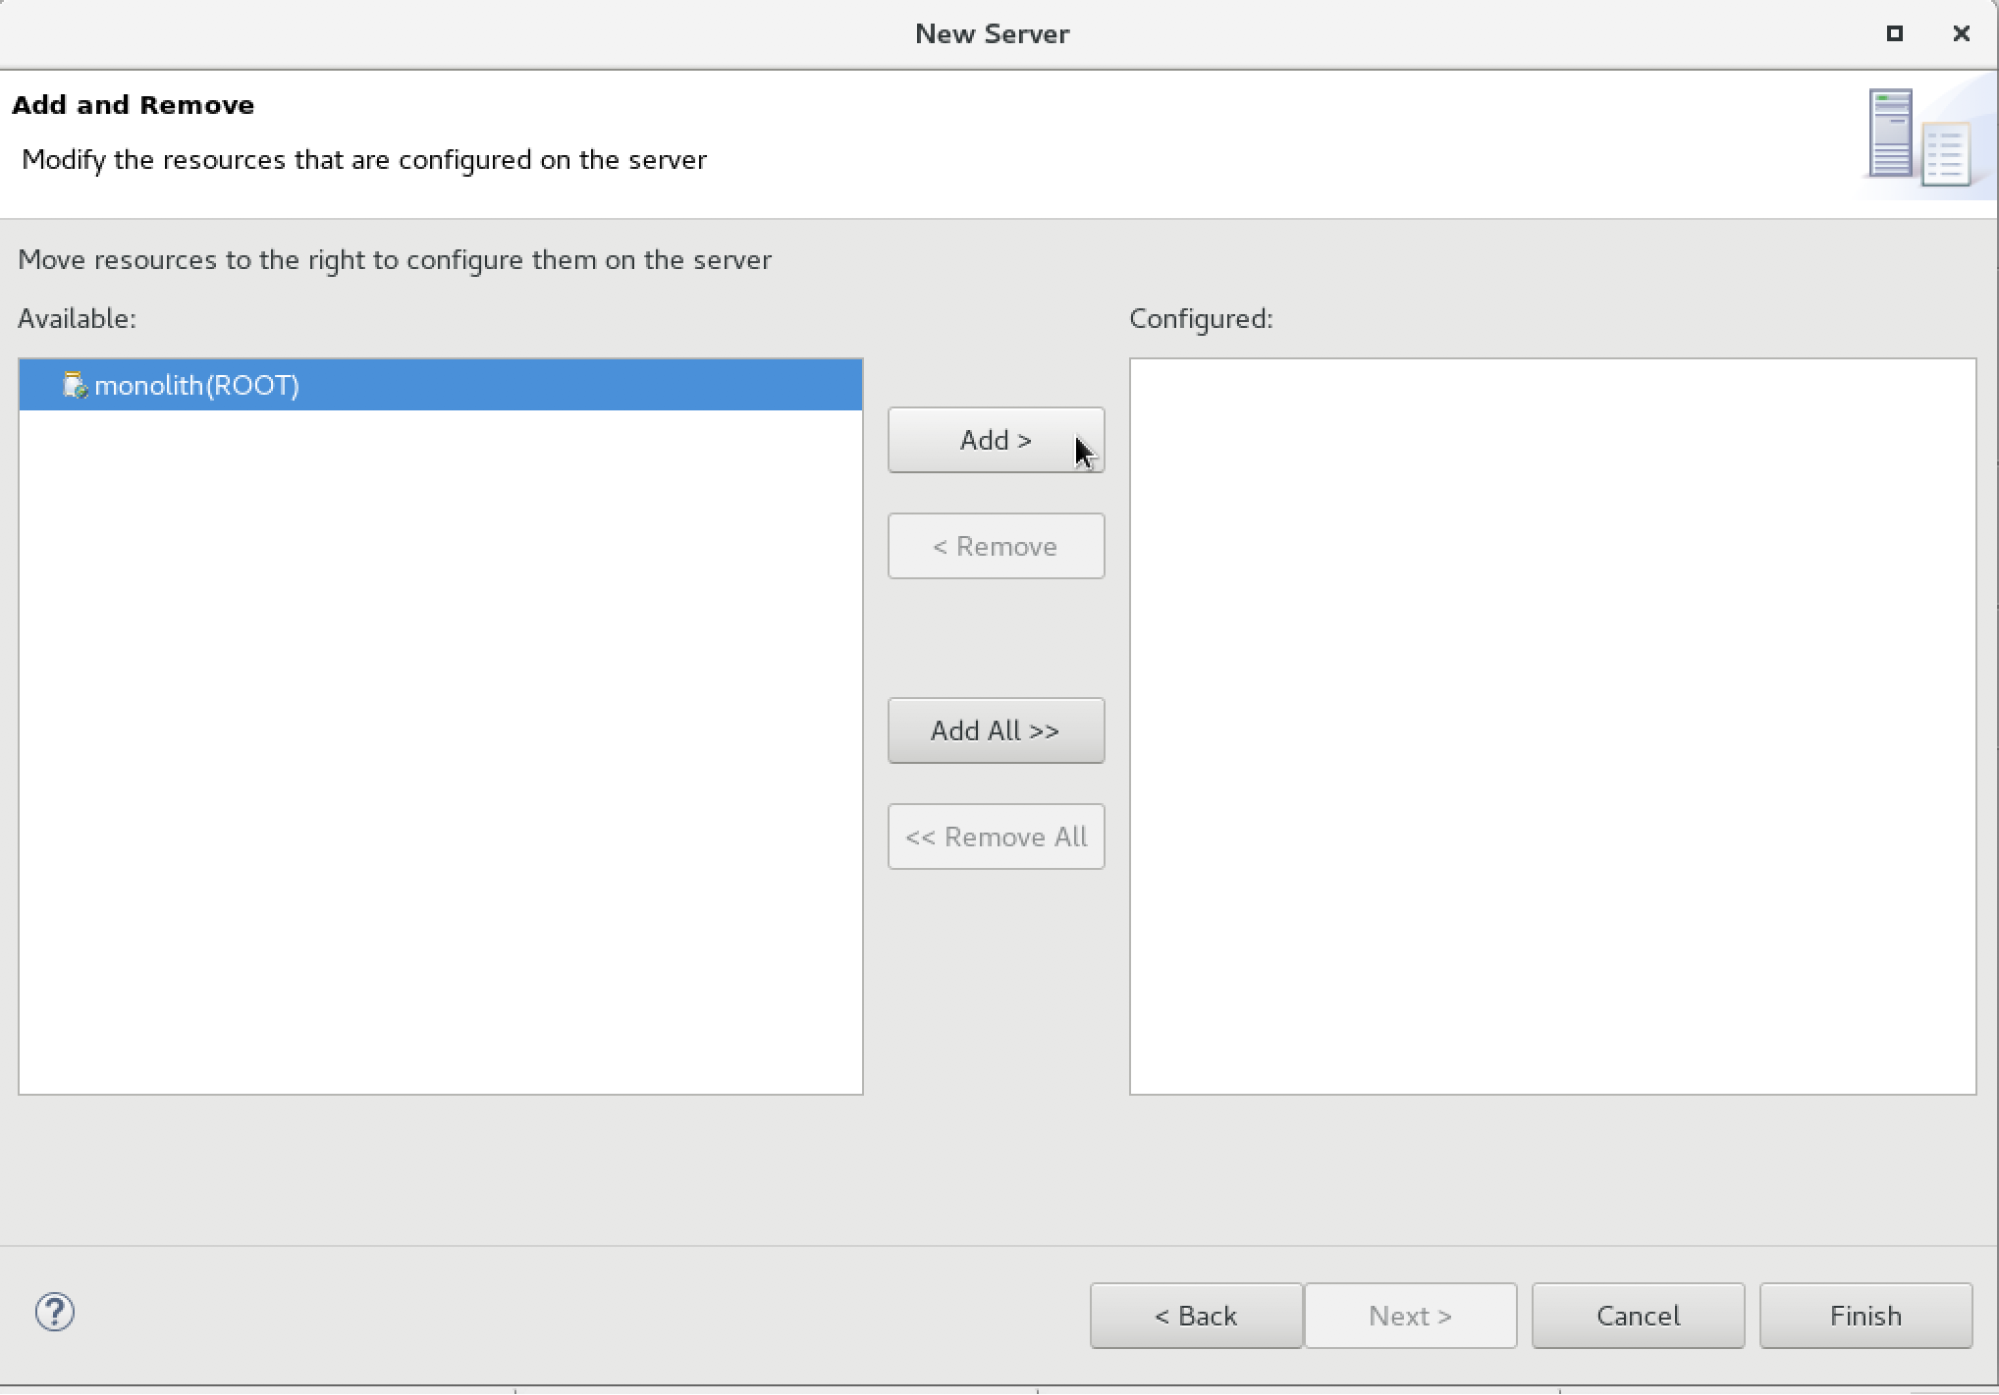 New Server
Add and Remove
Modify the resources that are configured on the server
Move resources to the right to configure them on the server
Available:
Configured:
monolith(ROOT)
Add >
< Remove
Add All >>
<< Remove All
?
< Back
Next >
Cancel
Finish